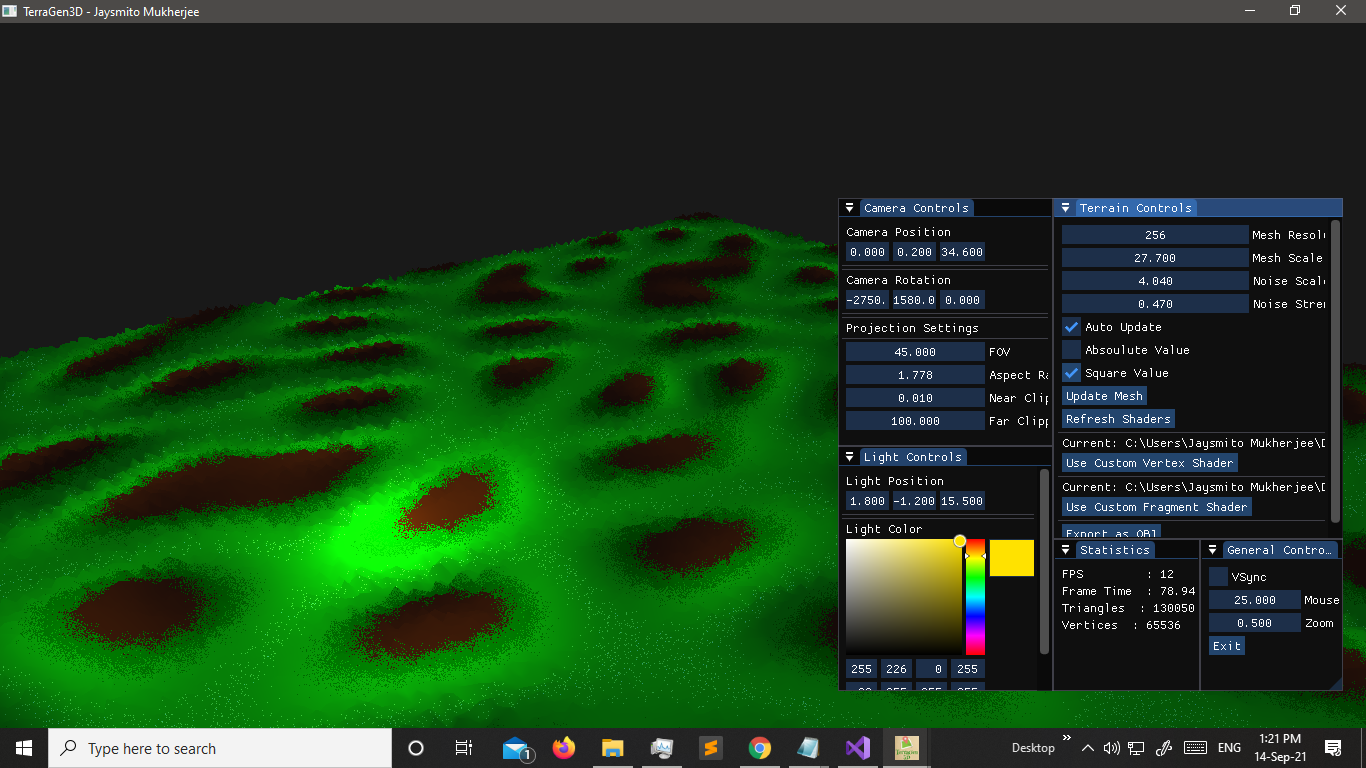 TerraGen3D - Jaysmito Mukherjee
Camera Controls
Camera Position
0.000 0.200 34.600
Camera Rotation
-2750. 1580.0 0.000
Projection Settings
45.000 FOV
1.778 Aspect Ra
0.010 Near Clip
100.000 Far Clipp
Light Controls
Light Position
1.800 -1.200 15.500
Light Color
255 226 0 255
Terrain Controls
256 Mesh Resolu
27.700 Mesh Scale
4.040 Noise Scal
0.470 Noise Stre
Auto Update
Absoulute Value
Square Value
Update Mesh
Refresh Shaders
Current: C:\Users\Jaysmito Mukherjee\D
Use Custom Vertex Shader
Current: C:\Users\Jaysmito Mukherjee\D
Use Custom Fragment Shader
Export as OBJ
Statistics
FPS : 12
Frame Time : 78.94
Triangles : 130050
Vertices : 65536
General Contro...
VSync
25.000 Mouse
0.500 Zoom
Exit
Type here to search
1
Desktop
ENG
1:21 PM
14-Sep-21